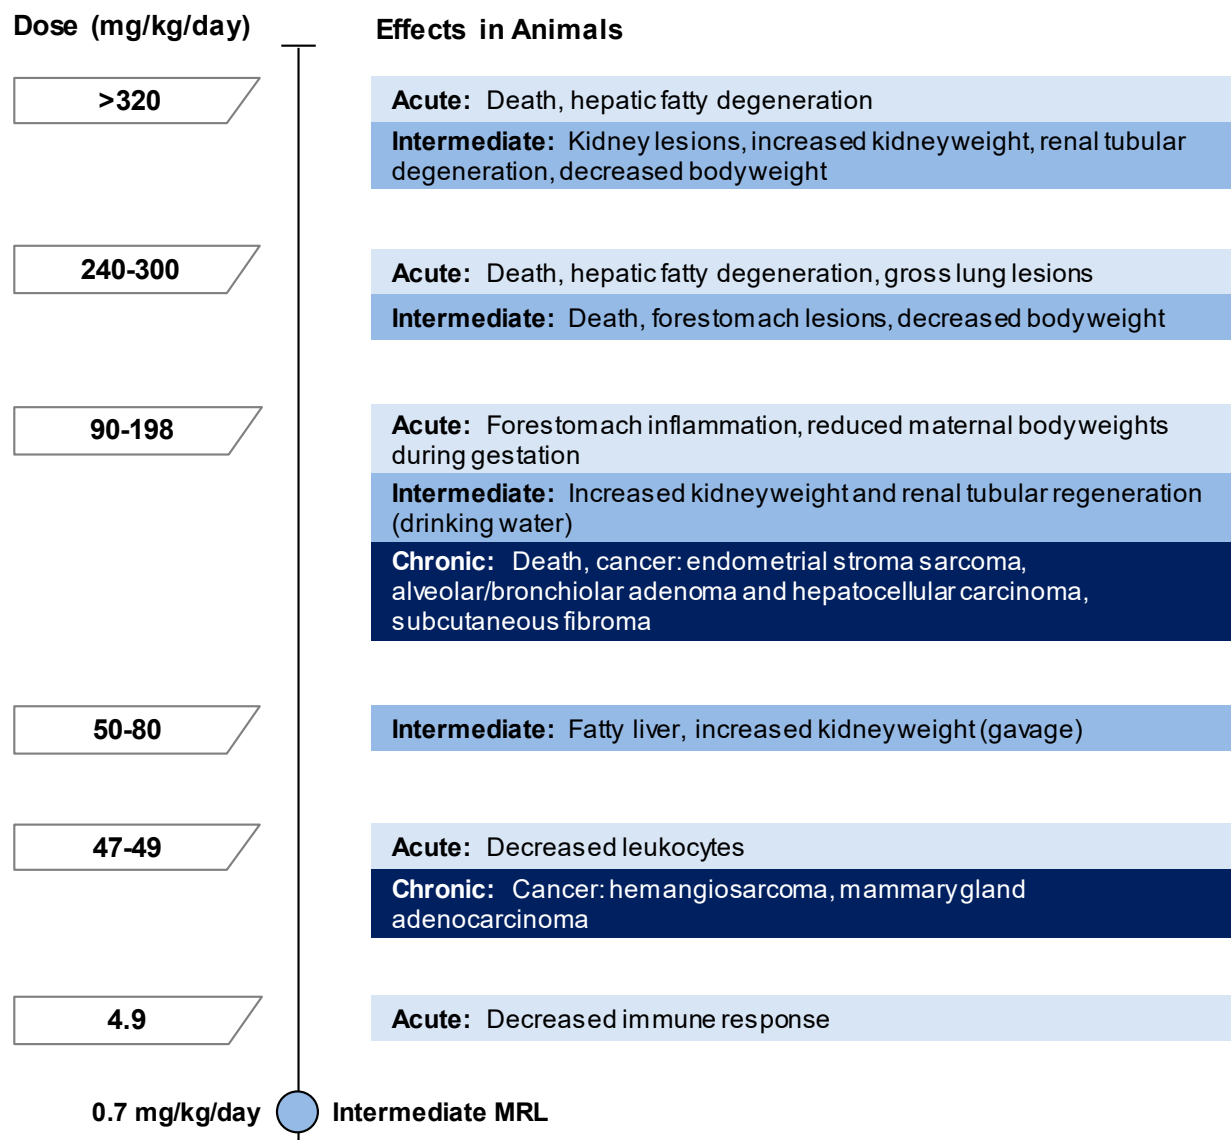 Dose (mg/kg/day)
Effects in Animals
>320
Acute: Death, hepatic fatty degeneration
Intermediate: Kidney lesions, increased kidney weight, renal tubular
degeneration, decreased body weight
240-300
Acute: Death, hepatic fatty degeneration, gross lung lesions
Intermediate: Death, forestomach lesions, decreased body weight
90-198
Acute: Forestomach inflammation, reduced maternal body weights
during gestation
Intermediate: Increased kidney weight and renal tubular regeneration
(drinking water)
Chronic: Death, cancer: endometrial stroma sarcoma,
alveolar/bronchiolar adenoma and hepatocellular carcinoma,
subcutaneous fibroma
50-80
Intermediate: Fatty liver, increased kidney weight (gavage)
47-49
Acute: Decreased leukocytes
Chronic: Cancer: hemangiosarcoma, mammary gland
adenocarcinoma
4.9
Acute: Decreased immune response
0.7 mg/kg/day
Intermediate MRL